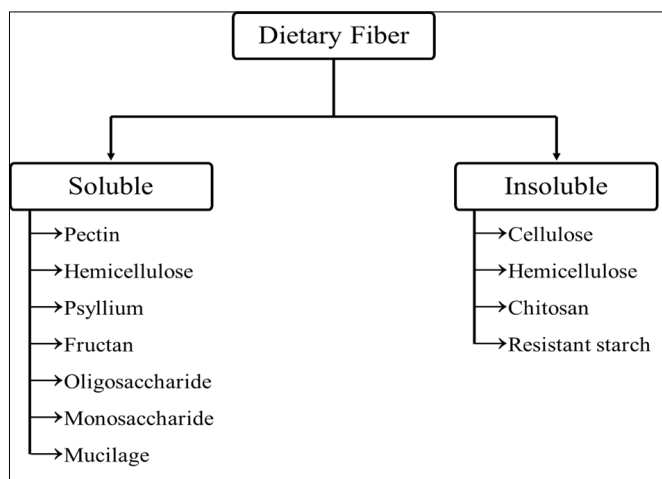 Dietary Fiber
Soluble
Pectin
Hemicellulose
Psyllium
Fructan
Oligosaccharide
Monosaccharide
Mucilage
Insoluble
Cellulose
Hemicellulose
Chitosan
Resistant starch